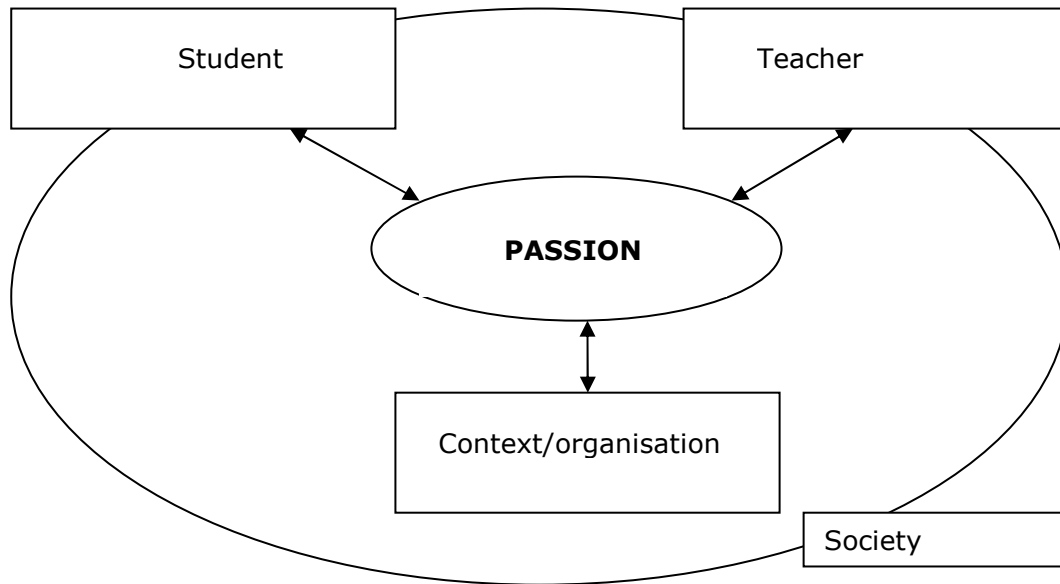 Student
Teacher
PASSION
Context/organisation
Society